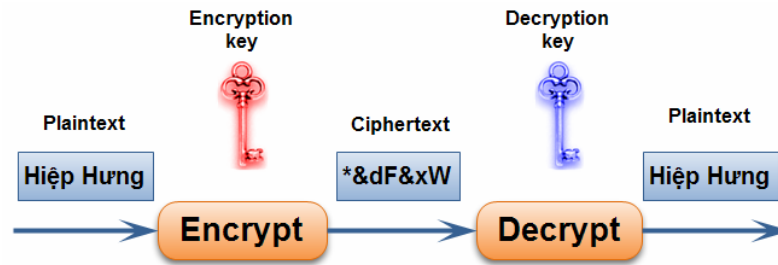 Encryption
key
Decryption
key
Plaintext
Ciphertext
Plaintext
Hiệp Hưng
*&dF&xW
Hiệp Hưng
Encrypt
Decrypt